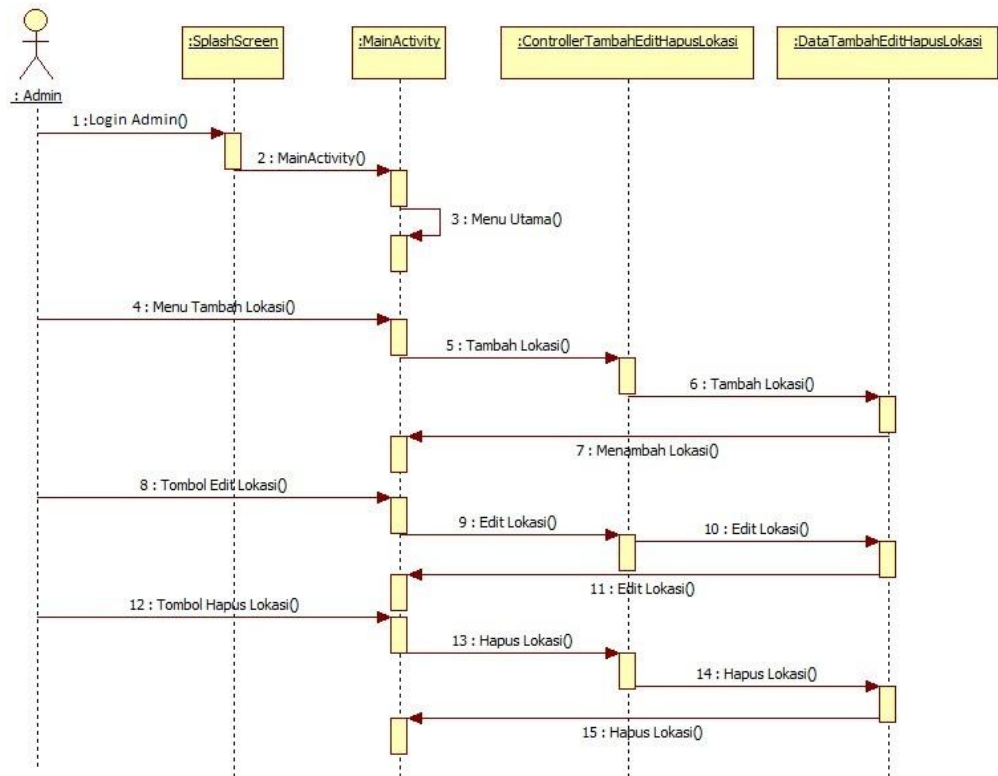 :SplashScreen
:MainActivity
:ControllerTambahEditHapusLokasi
:DataTambahEditHapusLokasi
: Admin
1 :Login Admin()
2 : MainActivity()
3 : Menu Utama()
4 : Menu Tambah Lokasi()
5 : Tambah Lokasi()
6 : Tambah Lokasi()
7 : Menambah Lokasi()
8 : Tombol Edit Lokasi()
9 : Edit Lokasi()
10 : Edit Lokasi()
11 : Edit Lokasi()
12 : Tombol Hapus Lokasi()
13 : Hapus Lokasi()
14 : Hapus Lokasi()
15 : Hapus Lokasi()